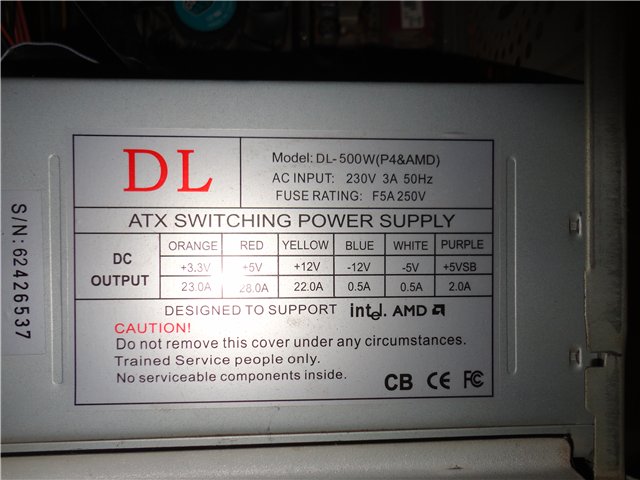 DL
Model: DL-500W(P4&AMD)
AC INPUT: 230V 3A 50Hz
FUSE RATING: F5A 250V
ATX SWITCHING POWER SUPPLY
DC OUTPUT
ORANGE RED YELLOW BLUE WHITE PURPLE
+3.3V +5V +12V -12V -5V +5VSB
23.0A 28.0A 22.0A 0.5A 0.5A 2.0A
DESIGNED TO SUPPORT intel. AMD
CAUTION!
Do not remove this cover under any circumstances.
Trained Service people only.
No serviceable components inside.
CB CE FC
S/N:62426537